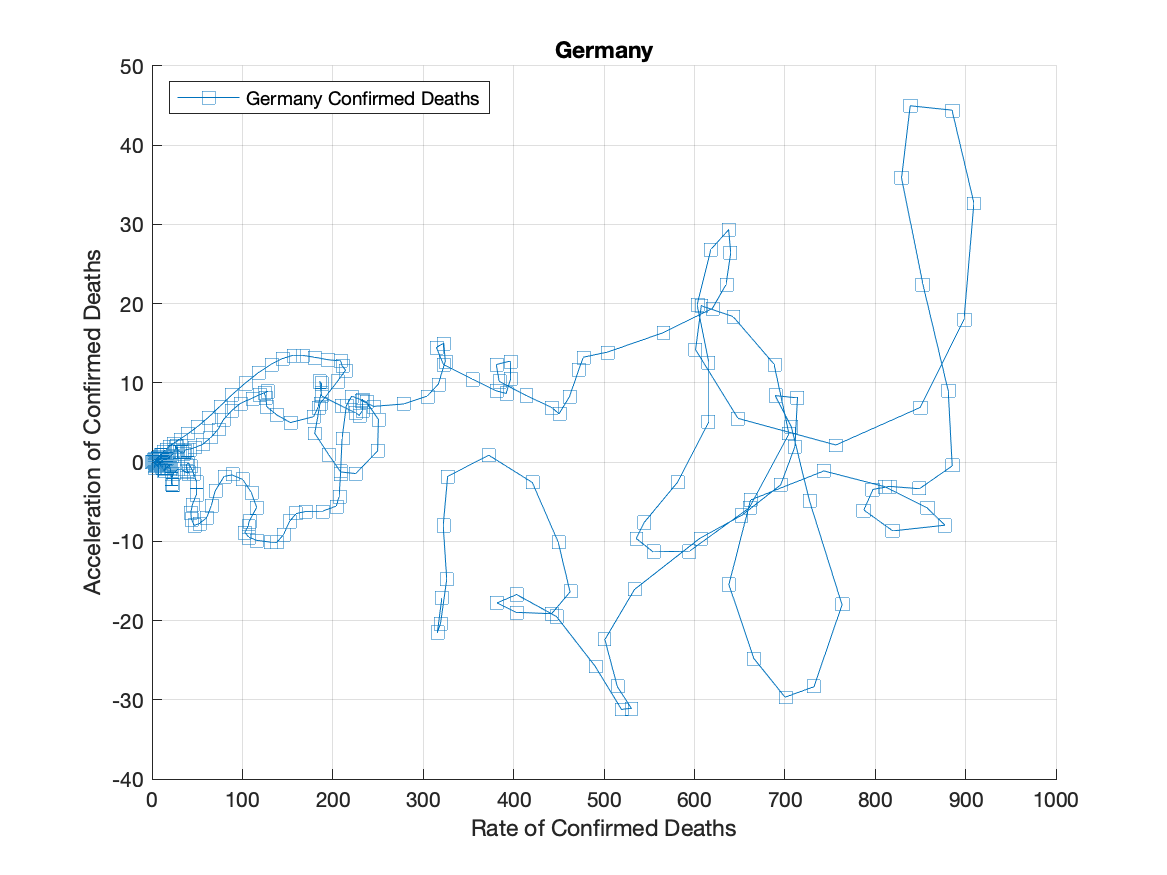 Germany
Germany Confirmed Deaths
50
40
30
20
10
0
-10
-20
-30
-40
Acceleration of Confirmed Deaths
0 100 200 300 400 500 600 700 800 900 1000
Rate of Confirmed Deaths